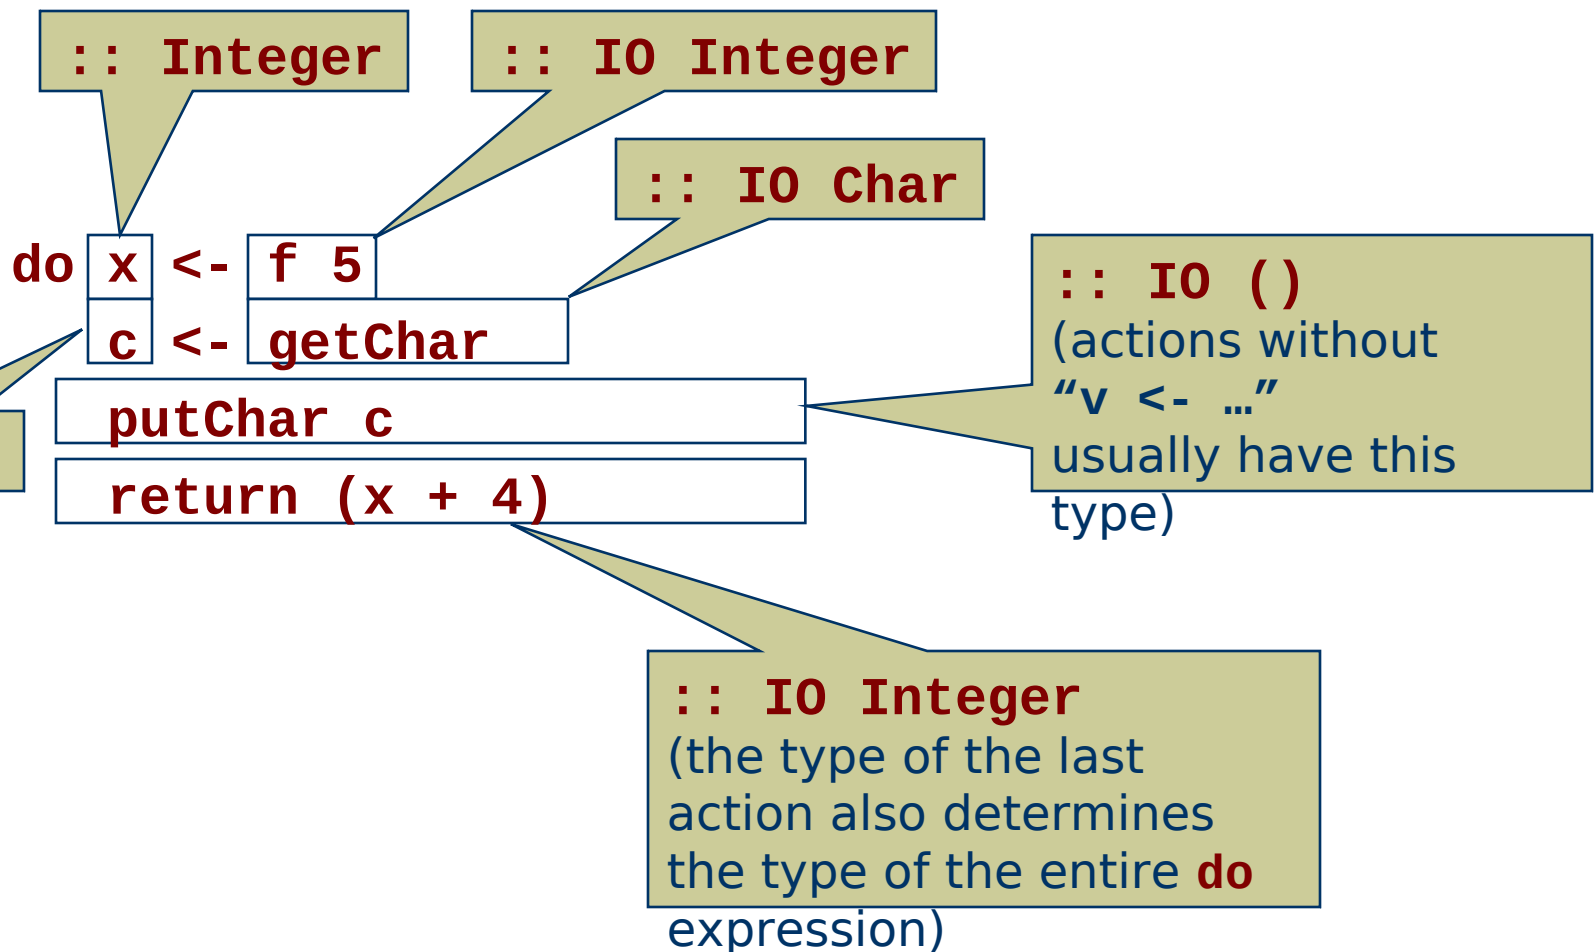 :: Integer
:: IO Integer
:: IO Char
do x <- f 5
c <- getChar
putChar c
return (x + 4)
:: IO ()
(actions without
“v <- …”
usually have this
type)
:: IO Integer
(the type of the last
action also determines
the type of the entire do
expression)